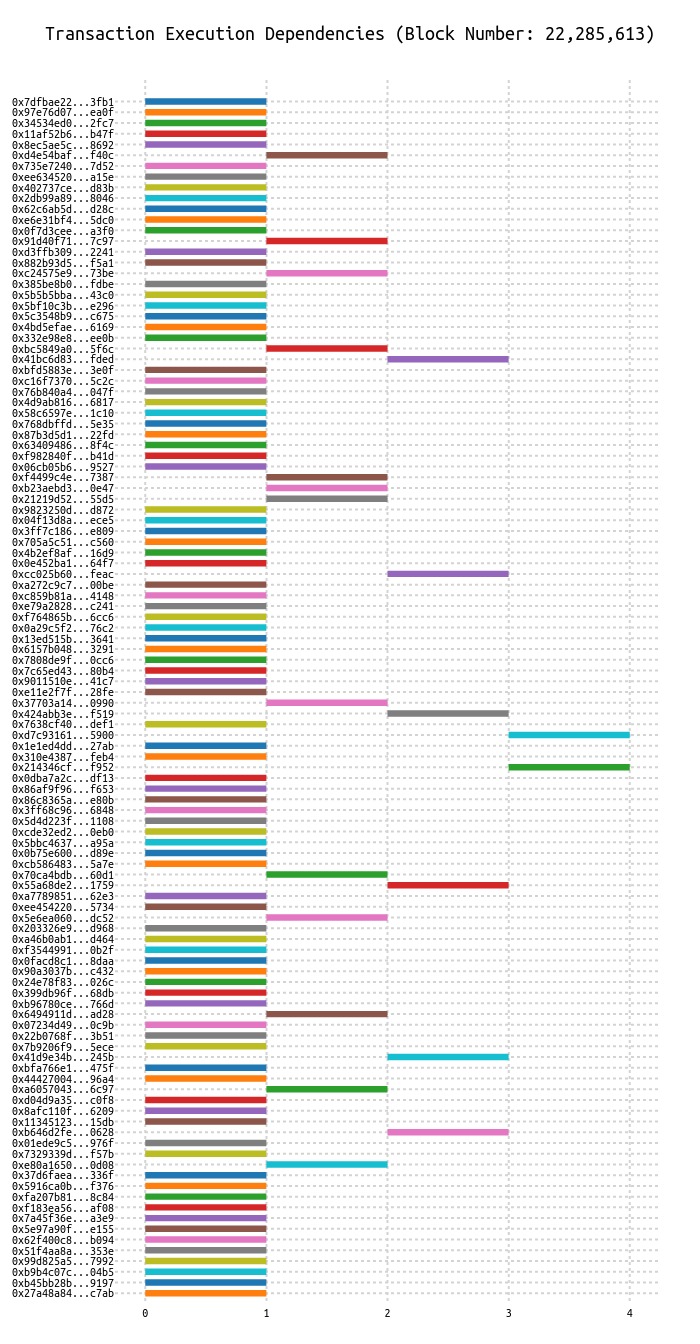 Transaction Execution Dependencies (Block Number: 22,285,613)
0x7dfbae22...3fb1
0x97e76d07...ea0f
0x34534ed0...2fc7
0x11af52b6...b47f
0x8ec5ae5c...8692
0xd4e54baf...f40c
0x735e7240...7d52
0xee634520...a15e
0x402737ce...d83b
0x2db99a89...8046
0x62c6ab5d...d28c
0xe6e31bf4...5dc0
0x0f7d3cee...a3f0
0x91d40f71...7c97
0xd3ffb309...2241
0x882b93d5...f5a1
0xc24575e9...73be
0x385be8b0...fdbe
0x5b5b5bba...43c0
0x5bf10c3b...e296
0x5c3548b9...c675
0x4bd5efae...6169
0x332e98e8...ee0b
0xbc5849a0...5f6c
0x41bc6d83...fded
0xbfd5883e...3e0f
0xc16f7370...5c2c
0x76b840a4...047f
0x4d9ab816...6817
0x58c6597e...1c10
0x768dbffd...5e35
0x87b3d5d1...22fd
0x63409486...8f4c
0xf982840f...b41d
0x06cb05b6...9527
0xf4499c4e...7387
0xb23aebd3...0e47
0x21219d52...55d5
0x9823250d...d872
0x04f13d8a...ece5
0x3ff7c186...e809
0x705a5c51...c560
0x4b2ef8af...16d9
0x0e452ba1...64f7
0xcc025b60...feac
0xa272c9c7...00be
0xc859b81a...4148
0xe79a2828...c241
0xf764865b...6cc6
0x0a29c5f2...76c2
0x13ed515b...3641
0x6157b048...3291
0x7808de9f...0cc6
0x7c65ed43...80b4
0x9011510e...41c7
0xe11e2f7f...28fe
0x37703a14...0990
0x424abb3e...f519
0x7638cf40...def1
0xd7c93161...5900
0x1e1ed4dd...27ab
0x310e4387...feb4
0x214346cf...f952
0x0dba7a2c...df13
0x86af9f96...f653
0x86c8365a...e80b
0x3ff68c96...6848
0x5d4d223f...1108
0xcde32ed2...0eb0
0x5bbc4637...a95a
0x0b75e600...d89e
0xcb586483...5a7e
0x70ca4bdb...60d1
0x55a68de2...1759
0xa7789851...62e3
0xee454220...5734
0x5e6ea060...dc52
0x203326e9...d968
0xa46b0ab1...d464
0xf3544991...0b2f
0x0facd8c1...8daa
0x90a3037b...c432
0x24e78f83...026c
0x399db96f...68db
0xb96780ce...766d
0x6494911d...ad28
0x07234d49...0c9b
0x22b0768f...3b51
0x7b9206f9...5ece
0x41d9e34b...245b
0xbfa766e1...475f
0x44427004...96a4
0xa6057043...6c97
0xd04d9a35...c0f8
0x8afc110f...6209
0x11345123...15db
0xb646d2fe...0628
0x01ede9c5...976f
0x7329339d...f57b
0xe80a1650...0d08
0x37d6faea...336f
0x5916ca0b...f376
0xfa207b81...8c84
0xf183ea56...af08
0x7a45f36e...a3e9
0x5e97a90f...e155
0x62f400c8...b094
0x51f4aa8a...353e
0x99d825a5...7992
0xb9b4c07c...04b5
0xb45bb28b...9197
0x27a48a84...c7ab
0 1 2 3 4